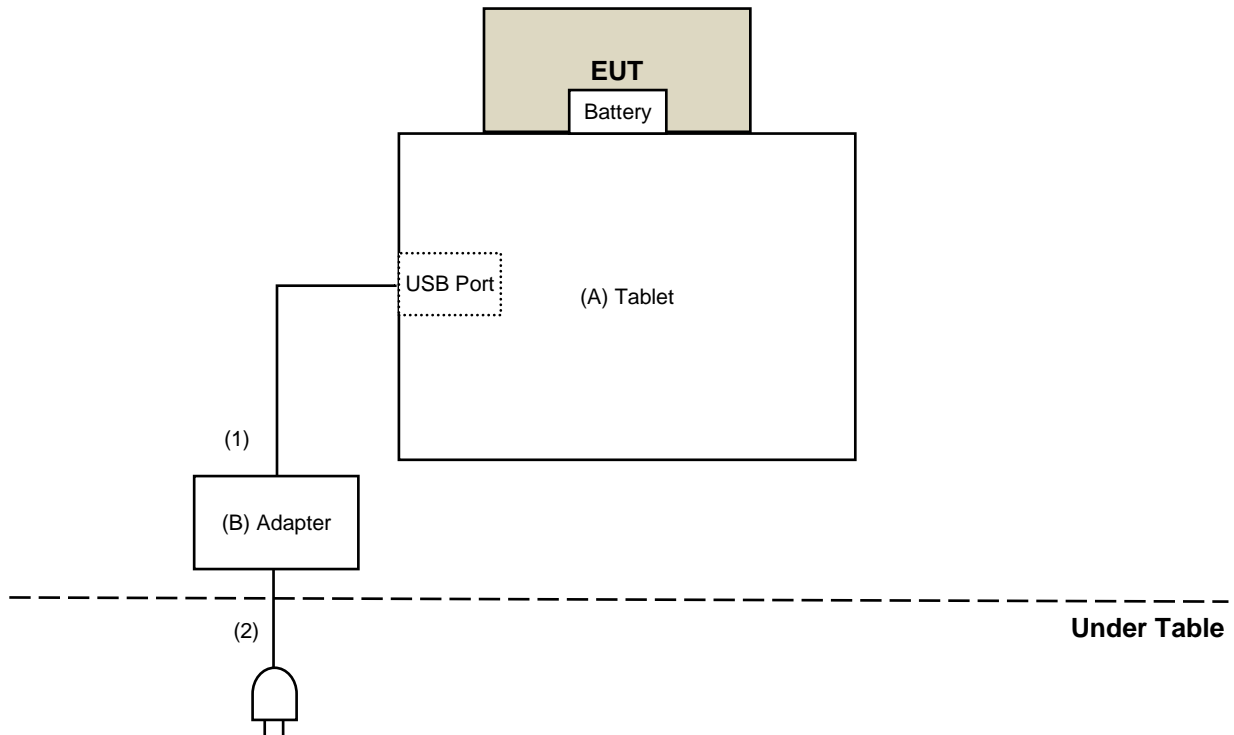 EUT
Battery
USB Port
(A) Tablet
(1)
(B) Adapter
(2)
Under Table